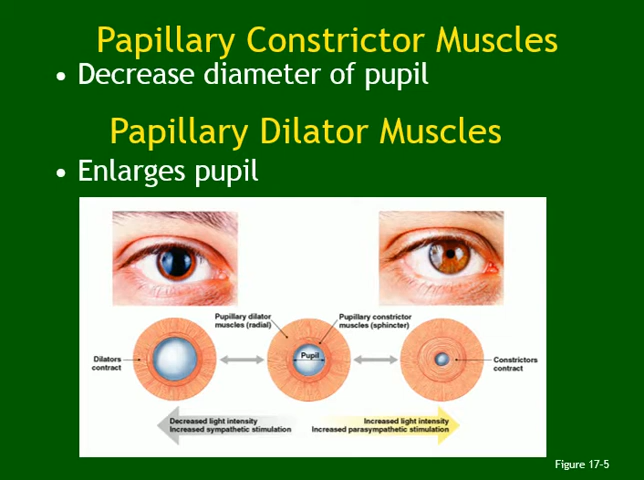 Papillary Constrictor Muscles
• Decrease diameter of pupil
Papillary Dilator Muscles
• Enlarges pupil
Pupillary dilator
muscles (radial)
Pupillary constrictor
muscles (sphincter)
Dilators
contract
Pupil
Constrictors
contract
Decreased light intensity
Increased sympathetic stimulation
Increased light intensity
Increased parasympathetic stimulation
Figure 17-5